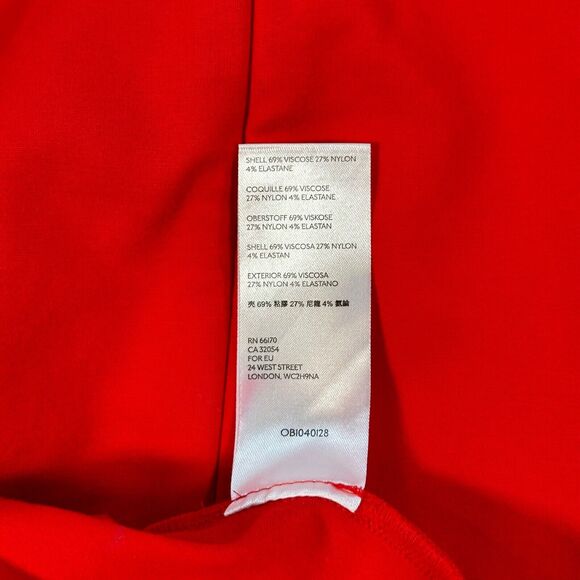 SHELL 69% VISCOSE 27% NYLON
4% ELASTANE
COQUILLE 69% VISCOSE
27% NYLON 4% ELASTANE
OBERSTOFF 69% VISKOSE
27% NYLON 4% ELASTAN
SHELL 69% VISCOSA 27% NYLON
4% ELASTAN
EXTERIOR 69% VISCOSA
27% NYLON 4% ELASTANO
壳 69% 粘膠 27% 尼龍 4% 氨綸
RN 66170
CA 32054
FOR EU
24 WEST STREET
LONDON, WC2H9NA
OB1040128